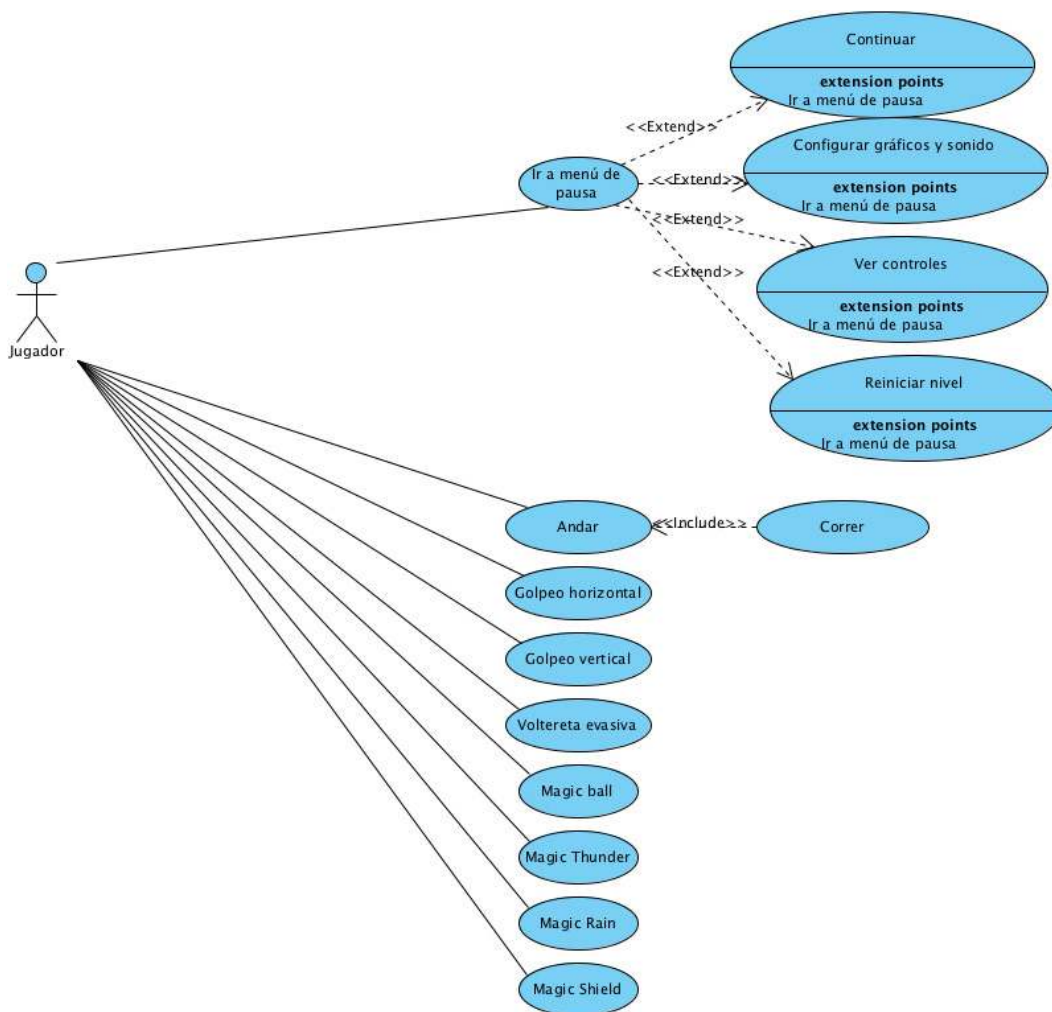 Continuar
extension points
Ir a menú de pausa
<<Extend>>
Configurar gráficos y sonido
extension points
Ir a menú de pausa
Ir a menú de
pausa
<<Extend>>
<<Extend>>
Ver controles
extension points
Ir a menú de pausa
<<Extend>>
Jugador
Reiniciar nivel
extension points
Ir a menú de pausa
Andar
<<Include>>
Correr
Golpeo horizontal
Golpeo vertical
Voltereta evasiva
Magic ball
Magic Thunder
Magic Rain
Magic Shield